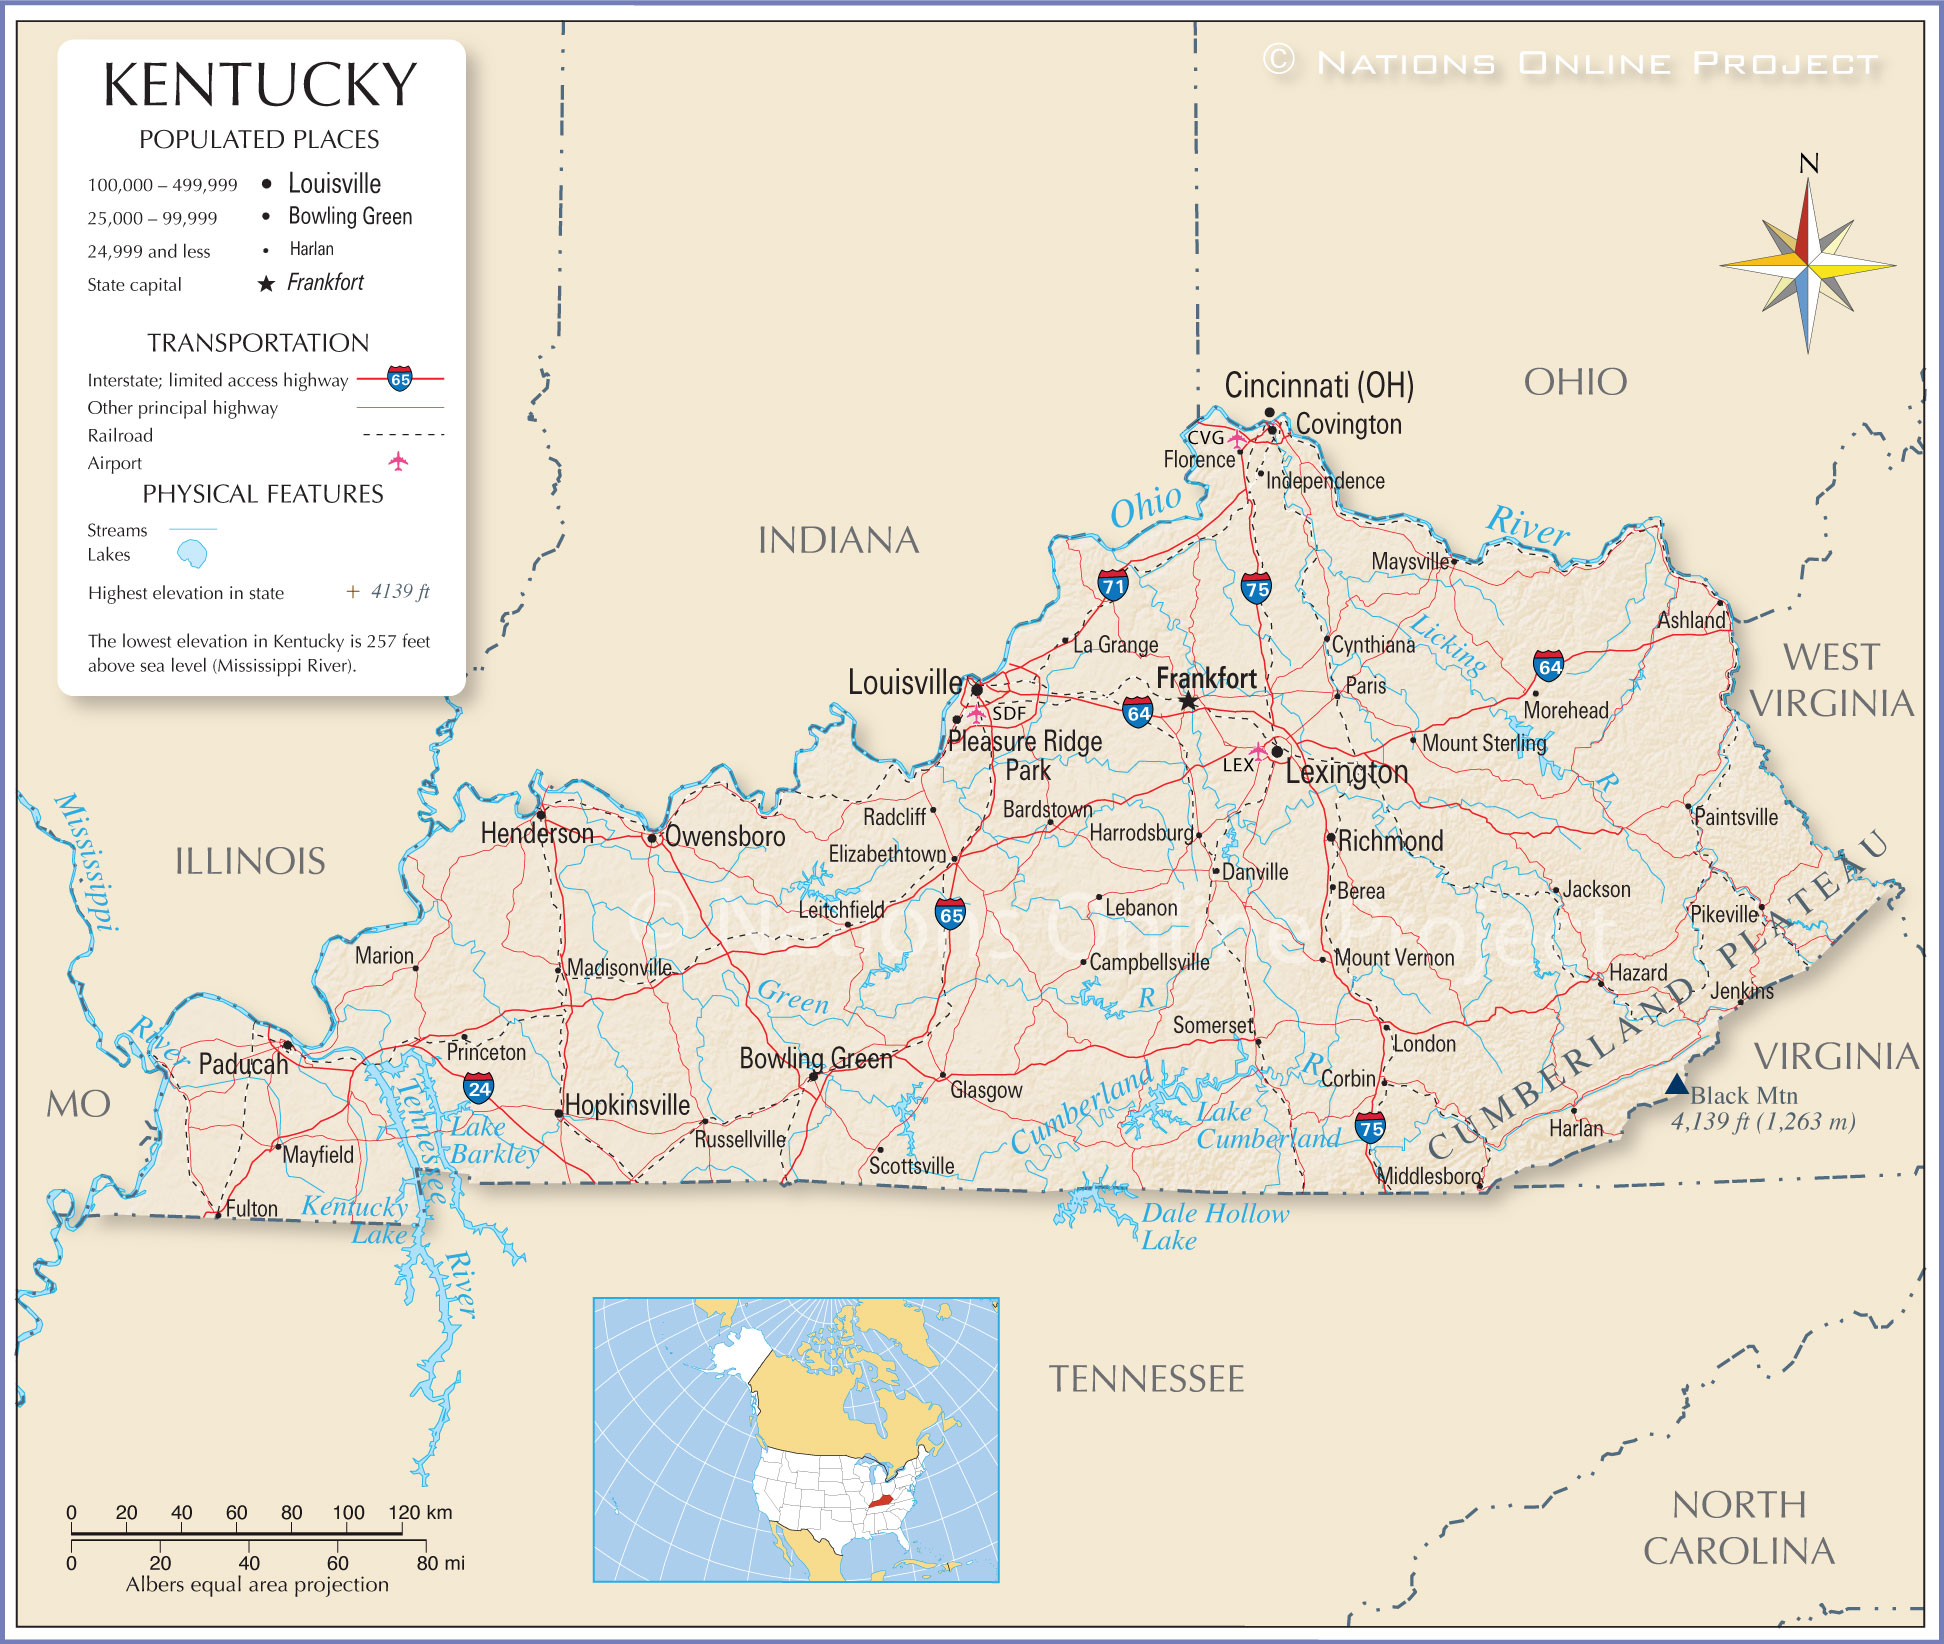 KENTUCKY
POPULATED PLACES
100,000 – 499,999 Louisville
25,000 – 99,999 Bowling Green
24,999 and less Harlan
State capital Frankfort
TRANSPORTATION
Interstate; limited access highway 65
Other principal highway
Railroad
Airport
PHYSICAL FEATURES
Streams
Lakes
Highest elevation in state + 4139 ft
The lowest elevation in Kentucky is 257 feet
above sea level (Mississippi River).
© Nations Online Project
N
OHIO
Cincinnati (OH)
Covington
CVG
Florence
Independence
Ohio
River
INDIANA
Maysville
71
75
Ashland
La Grange
Cynthiana
Licking
64
WEST
VIRGINIA
Louisville
Frankfort
Paris
Morehead
SDF
64
Pleasure Ridge
Park
Mount Sterling
LEX
Lexington
R
Mississippi
Radcliff
Bardstown
Paintsville
Henderson
Owensboro
Harrodsburg
Richmond
ILLINOIS
Elizabethtown
Danville
Berea
Jackson
Leitchfield
65
Lebanon
Pikeville
© Nations Online Project
Marion
Madisonville
Campbellsville
Mount Vernon
Hazard
Jenkins
Green
R
CUMBERLAND PLATEAU
River
Paducah
Princeton
Bowling Green
Somerset
London
VIRGINIA
MO
24
Glasgow
Cumberland
R
Corbin
Black Mtn
4,139 ft (1,263 m)
Hopkinsville
Tennessee
Lake
Barkley
Russellville
Lake
Cumberland
75
Harlan
Mayfield
Scottsville
Middlesboro
Fulton
Kentucky
Lake
River
Dale Hollow
Lake
TENNESSEE
NORTH
CAROLINA
0 20 40 60 80 100 120 km
0 20 40 60 80 mi
Albers equal area projection